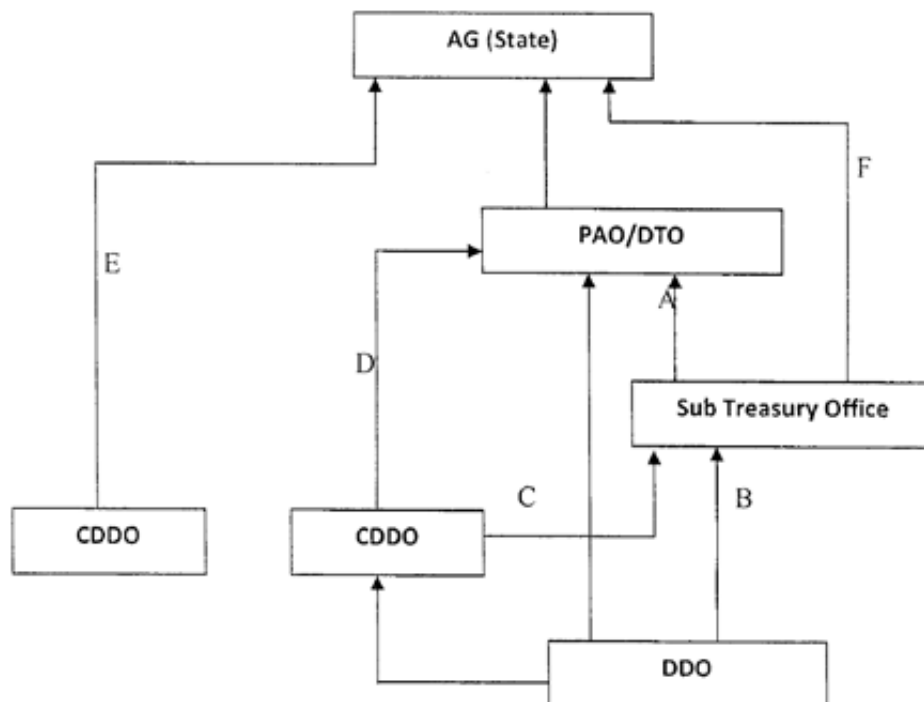 AG (State)
F
PAO/DTO
E
A
D
Sub Treasury Office
C
B
CDDO
CDDO
DDO